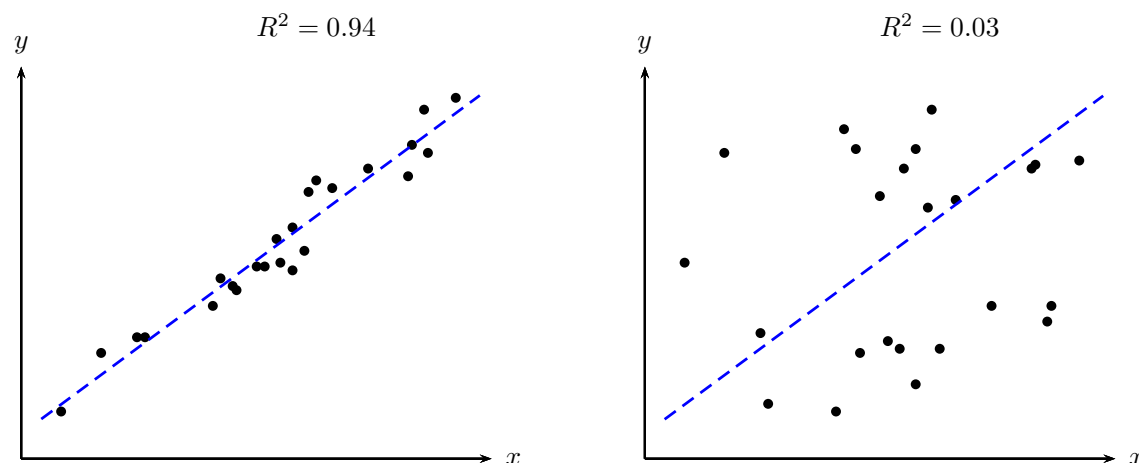 R² = 0.94
y
x
R² = 0.03
y
x